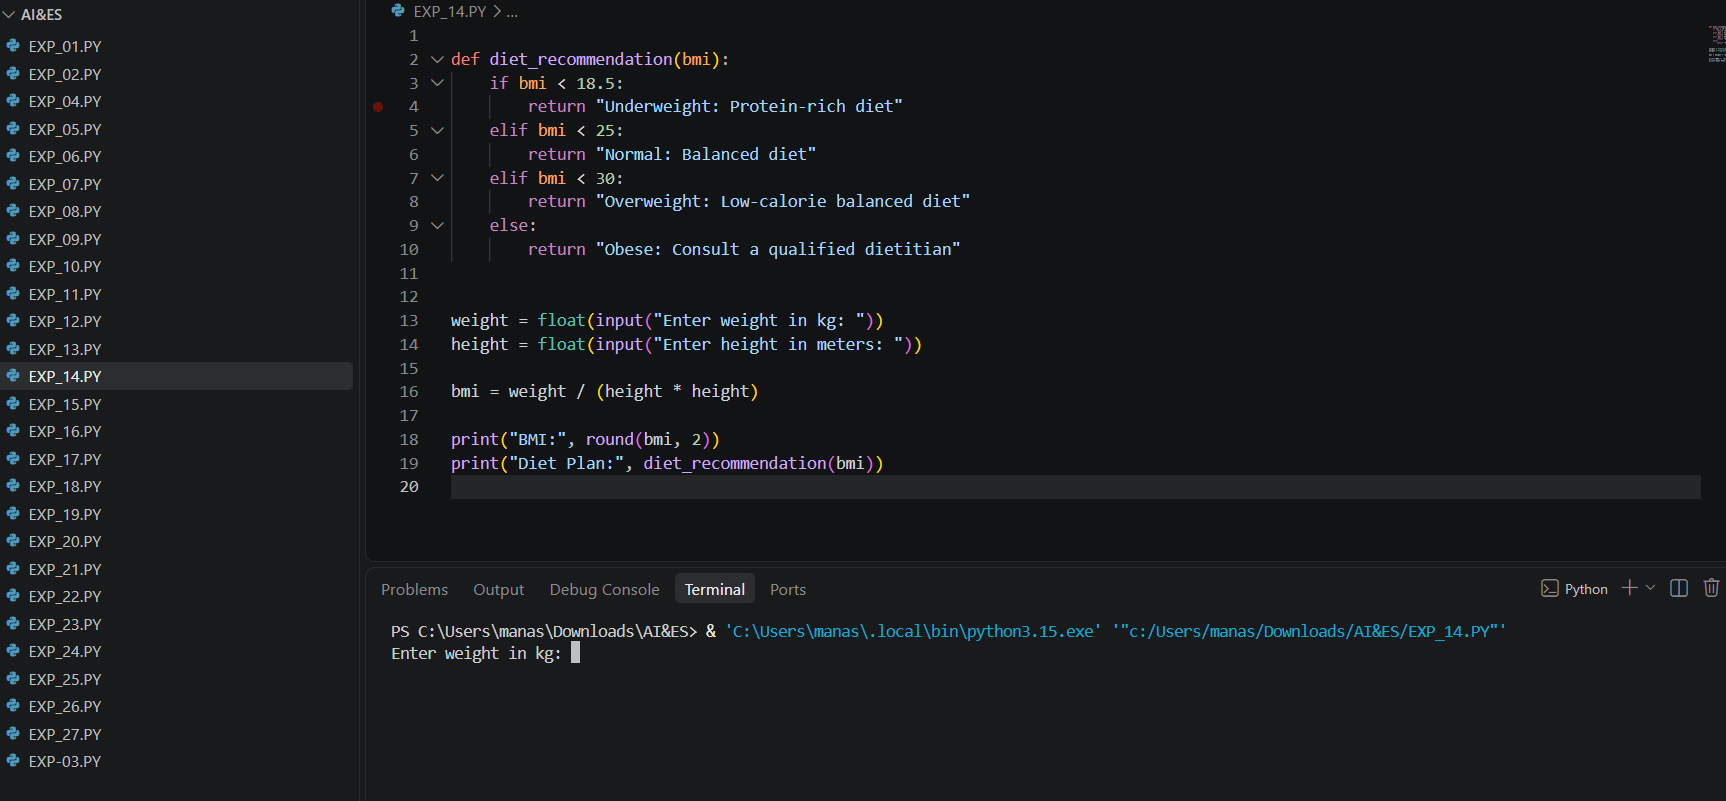 AI&ES
EXP_01.PY
EXP_02.PY
EXP_04.PY
EXP_05.PY
EXP_06.PY
EXP_07.PY
EXP_08.PY
EXP_09.PY
EXP_10.PY
EXP_11.PY
EXP_12.PY
EXP_13.PY
EXP_14.PY
EXP_15.PY
EXP_16.PY
EXP_17.PY
EXP_18.PY
EXP_19.PY
EXP_20.PY
EXP_21.PY
EXP_22.PY
EXP_23.PY
EXP_24.PY
EXP_25.PY
EXP_26.PY
EXP_27.PY
EXP-03.PY
EXP_14.PY > ...
1
2 def diet_recommendation(bmi):
3     if bmi < 18.5:
4         return "Underweight: Protein-rich diet"
5     elif bmi < 25:
6         return "Normal: Balanced diet"
7     elif bmi < 30:
8         return "Overweight: Low-calorie balanced diet"
9     else:
10         return "Obese: Consult a qualified dietitian"
11
12
13 weight = float(input("Enter weight in kg: "))
14 height = float(input("Enter height in meters: "))
15
16 bmi = weight / (height * height)
17
18 print("BMI:", round(bmi, 2))
19 print("Diet Plan:", diet_recommendation(bmi))
20
Problems Output Debug Console Terminal Ports Python
PS C:\Users\manas\Downloads\AI&ES> & 'C:\Users\manas\.local\bin\python3.15.exe' '"c:/Users/manas/Downloads/AI&ES/EXP_14.PY"'
Enter weight in kg: